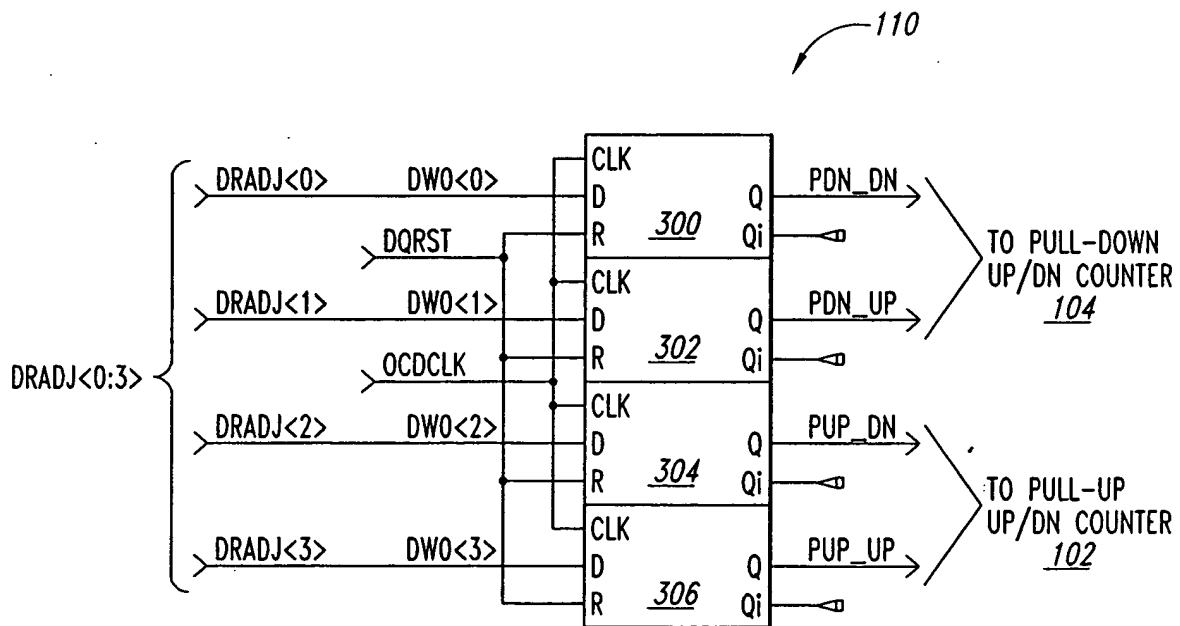 110
CLK
DRADJ<0> DW0<0> D Q PDN_DN
R 300 Qi
DQRST
TO PULL-DOWN
UP/DN COUNTER
104
CLK
DRADJ<1> DW0<1> D Q PDN_UP
R 302 Qi
DRADJ<0:3>
OCDCLK
CLK
DRADJ<2> DW0<2> D Q PUP_DN
R 304 Qi
TO PULL-UP
UP/DN COUNTER
102
CLK
DRADJ<3> DW0<3> D Q PUP_UP
R 306 Qi